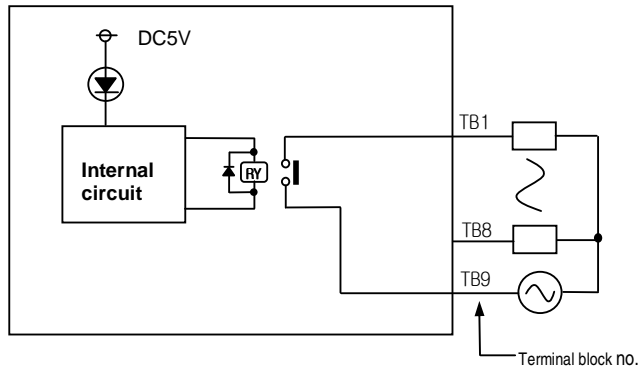 DC5V
TB1
Internal
circuit
RY
TB8
TB9
Terminal block no.